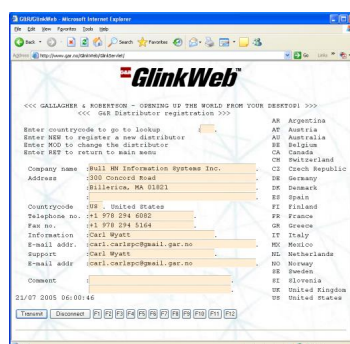 GBIUGlinkWeb - Microsoft Internet Explorer
File Edit View Favorites Tools Help
Back Search Favorites
Address http://www.gar.no/GlinkWeb/GlinkServlet/ Go Links
GlinkWeb
<<< GALLAGHER & ROBERTSON - OPENING UP THE WORLD FROM YOUR DESKTOP! >>>
<<< G&R Distributor registration >>>
AR Argentina
Enter countrycode to go to lookup : . AT Austria
Enter NEW to register a new distributor AU Australia
Enter MOD to change the distributor BE Belgium
Enter RET to return to main menu CA Canada
CH Switzerland
Company name :Bull HN Information Systems Inc. . CZ Czech Republic
Address :300 Concord Road . DE Germany
:Billerica, MA 01821 . DK Denmark
: . ES Spain
Countrycode :US . United States FI Finland
Telephone no. :+1 978 294 6082 . FR France
Fax no. :+1 978 294 5164 . GR Greece
Information :Carl Wyatt . IT Italy
E-mail addr. :carl.carlspc@gmail.gar.no . MX Mexico
Support :Carl Wyatt . NL Netherlands
E-mail addr :carl.carlspc@gmail.gar.no . NO Norway
SE Sweden
Comment : . SI Slovenia
. UK United Kingdom
21/07 2005 06:00:46 US United States
Transmit Disconnect F1 F2 F3 F4 F5 F6 F7 F8 F9 F10 F11 F12